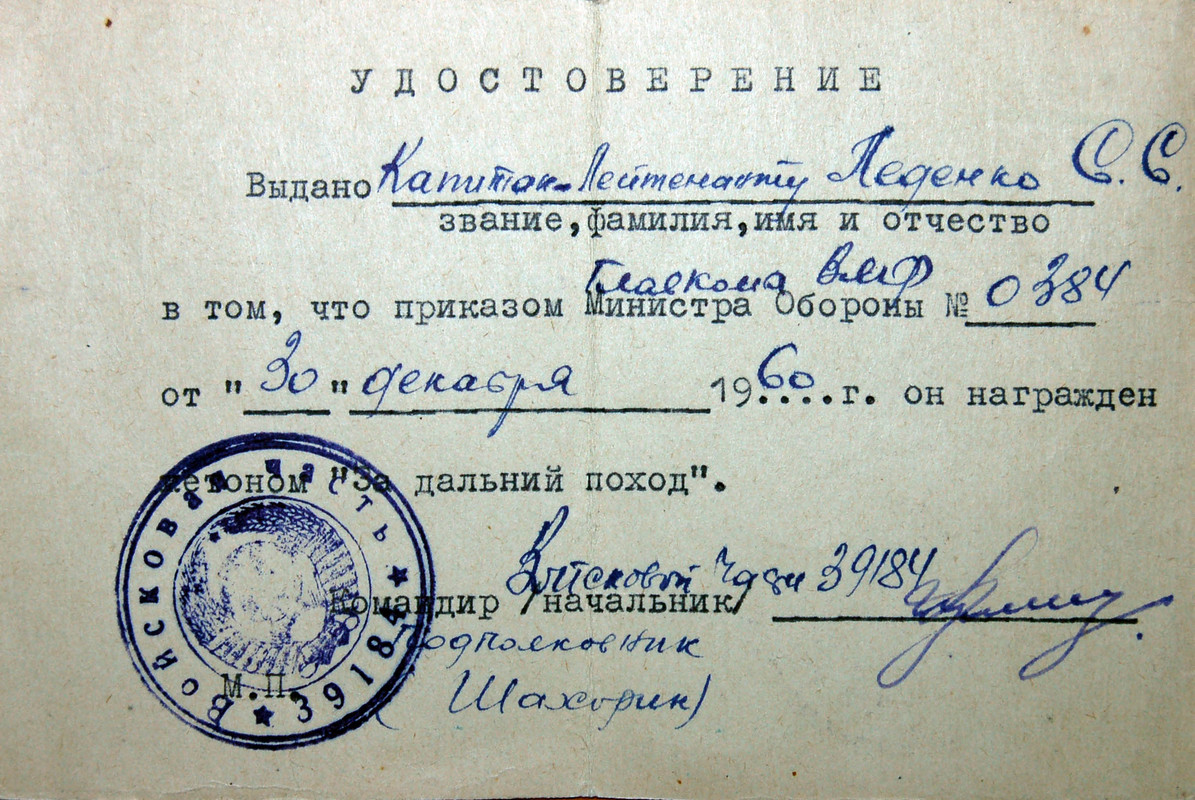 УДОСТОВЕРЕНИЕ
Выдано Капитан-Лейтенанту Леденко С.С.
звание,фамилия,имя и отчество
Главкома ВМФ
в том, что приказом Министра Обороны № 0384
от "30" декабря 1960 г. он награжден
жетоном "За дальний поход".
Войсковой части 39184
Командир /начальник/
подполковник
М.П.
(Шахорин)
Войсковая часть ★ 39184 ★